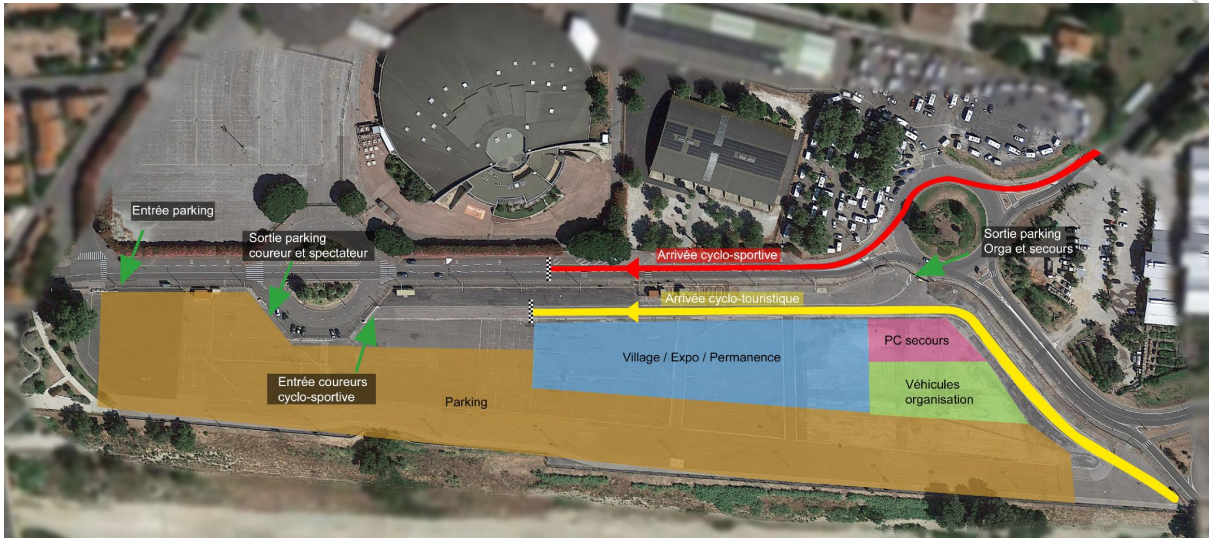 Entrée parking
Sortie parking
coureur et spectateur
Arrivée cyclo-sportive
Sortie parking
Orga et secours
Arrivée cyclo-touristique
Village / Expo / Permanence
PC secours
Véhicules
organisation
Entrée coureurs
cyclo-sportive
Parking